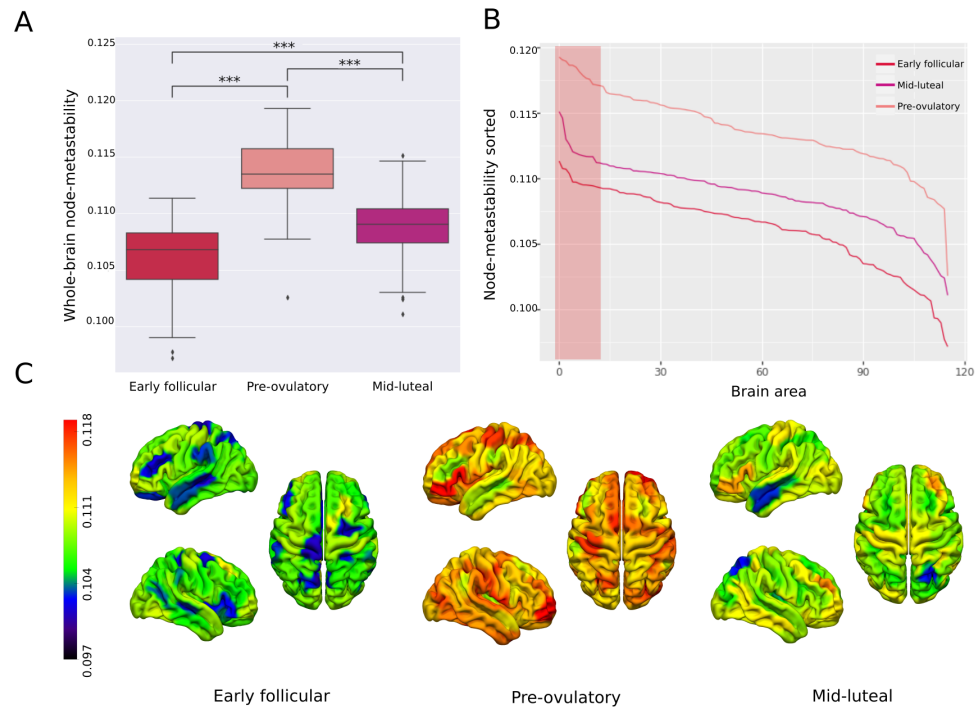 A
Whole-brain node-metastability
0.125
0.120
0.115
0.110
0.105
0.100
***
***
***
Early follicular
Pre-ovulatory
Mid-luteal
B
Node-metastability sorted
0.120
0.115
0.110
0.105
0.100
Early follicular
Mid-luteal
Pre-ovulatory
0
30
60
90
120
Brain area
C
0.118
0.111
0.104
0.097
Early follicular
Pre-ovulatory
Mid-luteal